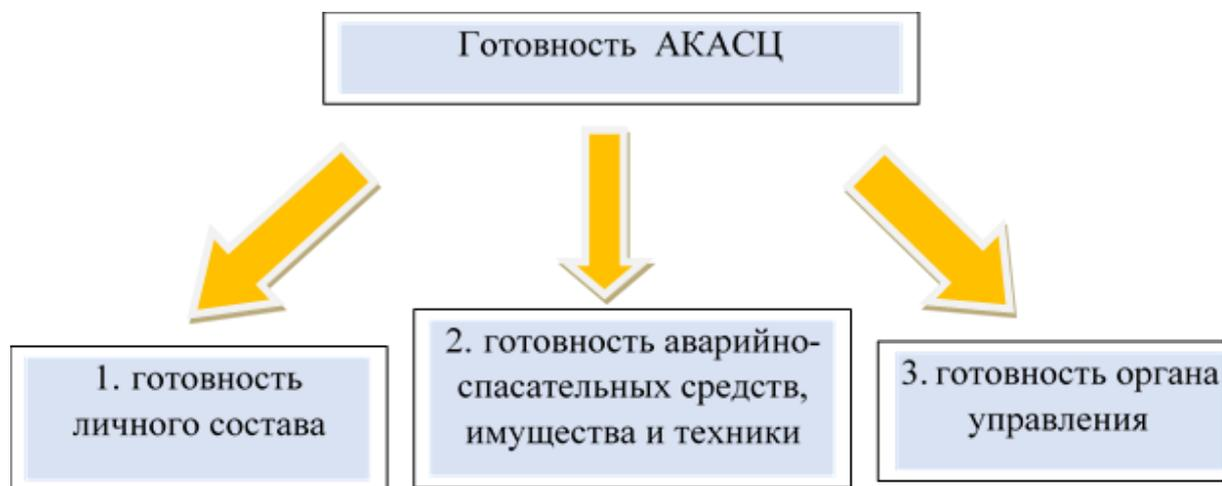 Готовность АКАСЦ
1. готовность
личного состава
2. готовность аварийно-
спасательных средств,
имущества и техники
3. готовность органа
управления